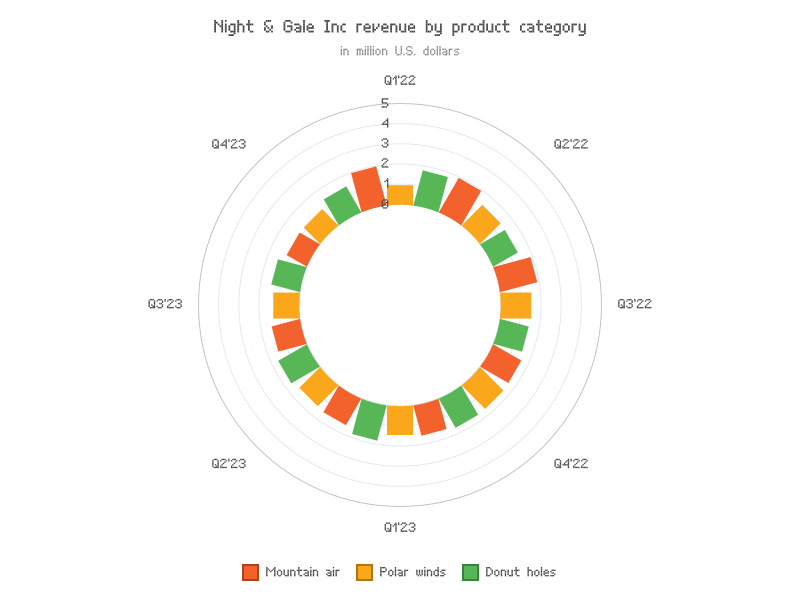 Night & Gale Inc revenue by product category
in million U.S. dollars
Q1'22
5
4
3
2
1
0
Q4'23
Q2'22
Q3'23
Q3'22
Q2'23
Q4'22
Q1'23
Mountain air
Polar winds
Donut holes